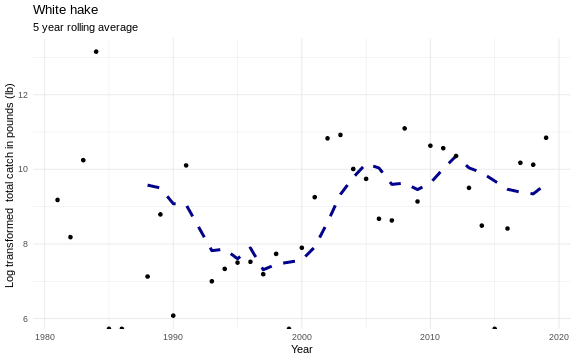 White hake
5 year rolling average
Log transformed  total catch in pounds (lb)
12
10
8
6
1980
1990
2000
2010
2020
Year